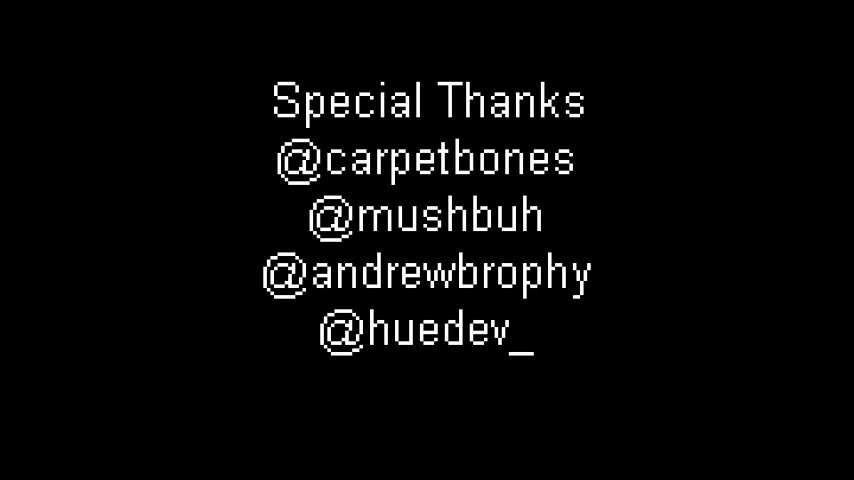 Special Thanks
@carpetbones
@mushbuh
@andrewbrophy
@huedev_